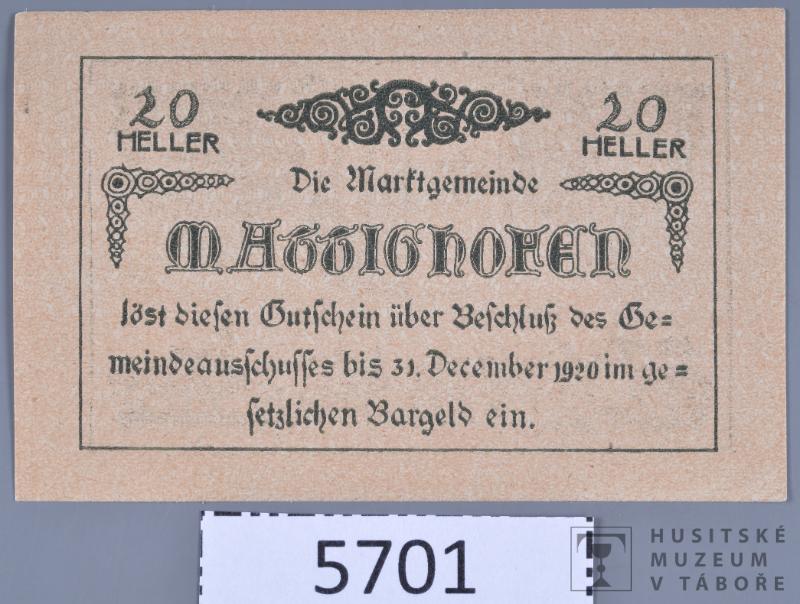 20 HELLER
20 HELLER
Die Marktgemeinde
MATTIGHOFEN
löst diesen Gutschein über Beschluß des Ge=
meindeausschusses bis 31. December 1920 im ge=
setzlichen Bargeld ein.
5701
HUSITSKÉ
MUZEUM
V TÁBOŘE